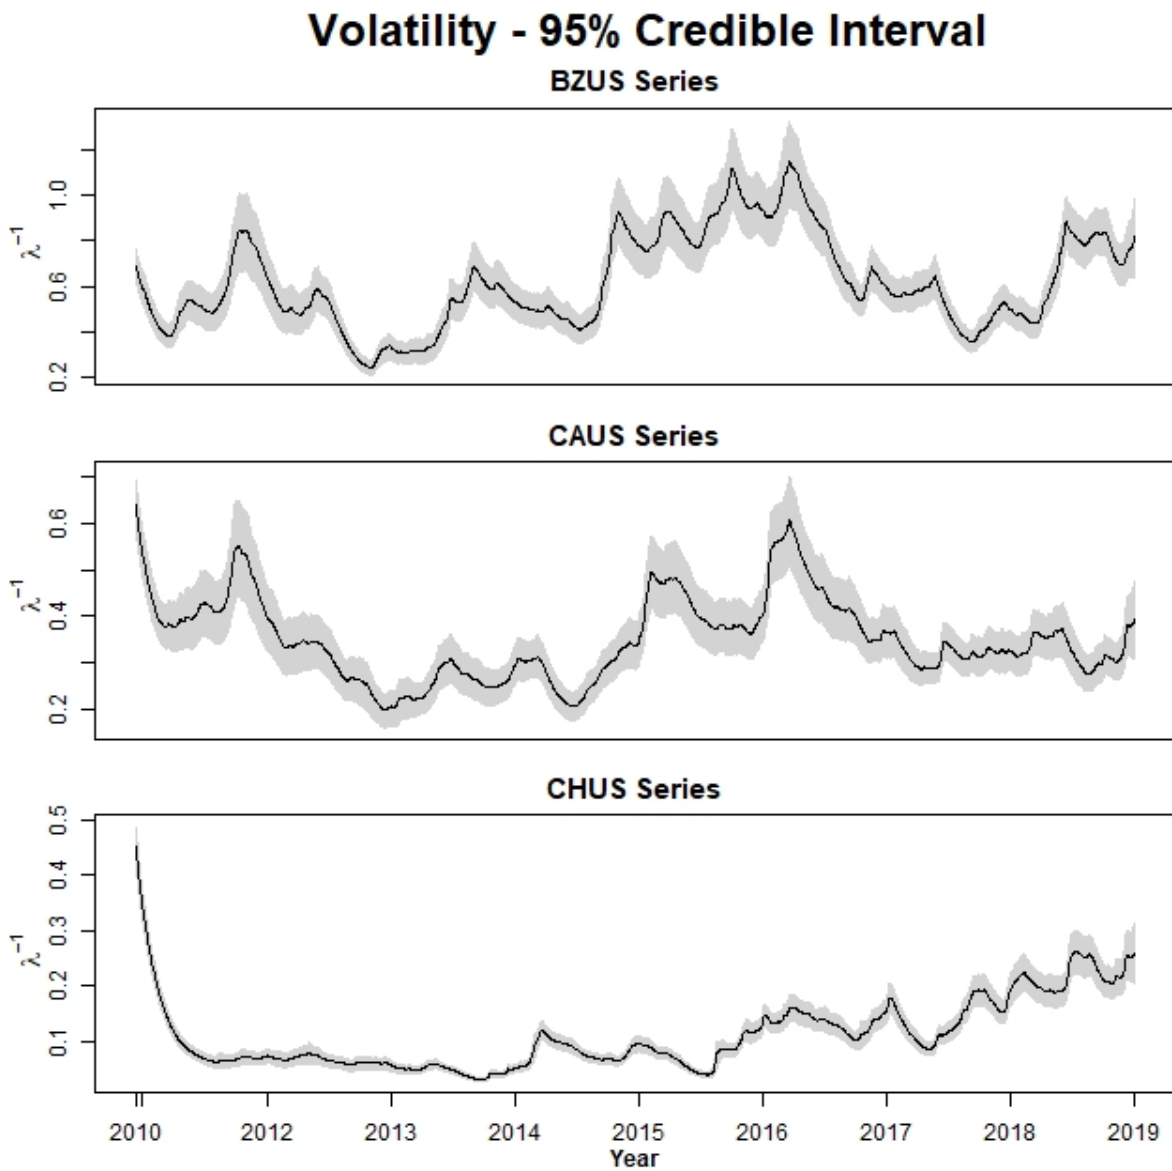 Volatility - 95% Credible Interval
BZUS Series
1.0
0.6
0.2
λ⁻¹
CAUS Series
0.6
0.4
0.2
λ⁻¹
CHUS Series
0.5
0.4
0.3
0.2
0.1
λ⁻¹
2010 2012 2013 2014 2015 2016 2017 2018 2019
Year